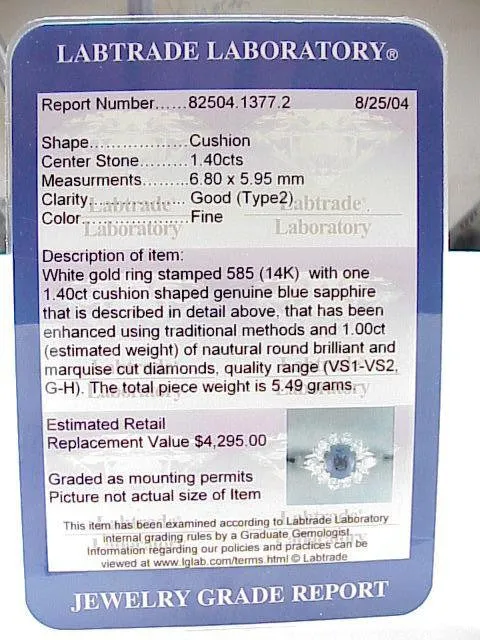 LABTRADE LABORATORY®
Report Number......82504.1377.2 8/25/04
Shape..................Cushion
Center Stone.......1.40cts
Measurments........6.80 x 5.95 mm
Clarity..................Good (Type2)
Color....................Fine
Labtrade Laboratory
Labtrade Laboratory
Description of item:
White gold ring stamped 585 (14K) with one
1.40ct cushion shaped genuine blue sapphire
that is described in detail above, that has been
enhanced using traditional methods and 1.00ct
(estimated weight) of nautural round brilliant and
marquise cut diamonds, quality range (VS1-VS2,
G-H). The total piece weight is 5.49 grams.
Estimated Retail
Replacement Value $4,295.00
Graded as mounting permits
Picture not actual size of Item
This item has been examined according to Labtrade Laboratory
internal grading rules by a Graduate Gemologist.
Information regarding our policies and practices can be
viewed at www.lglab.com/terms.html © Labtrade
JEWELRY GRADE REPORT